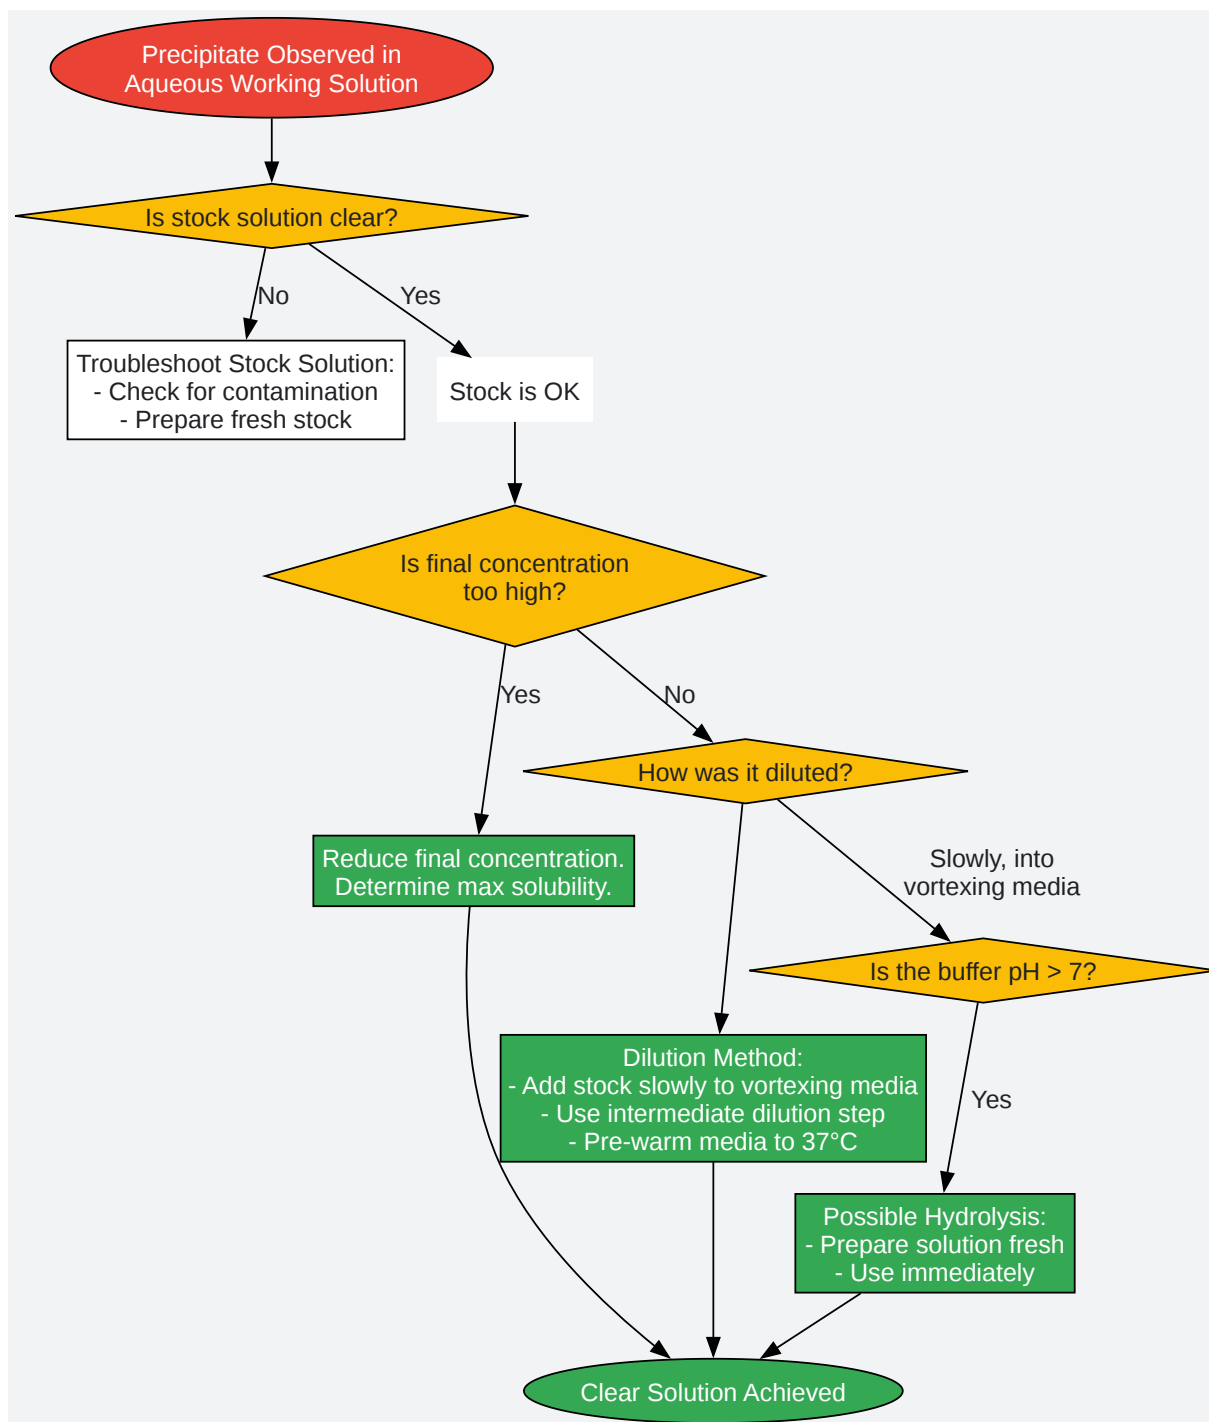 Precipitate Observed in
Aqueous Working Solution
Is stock solution clear?
No
Yes
Troubleshoot Stock Solution:
- Check for contamination
- Prepare fresh stock
Stock is OK
Is final concentration
too high?
Yes
No
How was it diluted?
Reduce final concentration.
Determine max solubility.
Slowly, into
vortexing media
Is the buffer pH > 7?
Dilution Method:
- Add stock slowly to vortexing media
- Use intermediate dilution step
- Pre-warm media to 37°C
Yes
Possible Hydrolysis:
- Prepare solution fresh
- Use immediately
Clear Solution Achieved